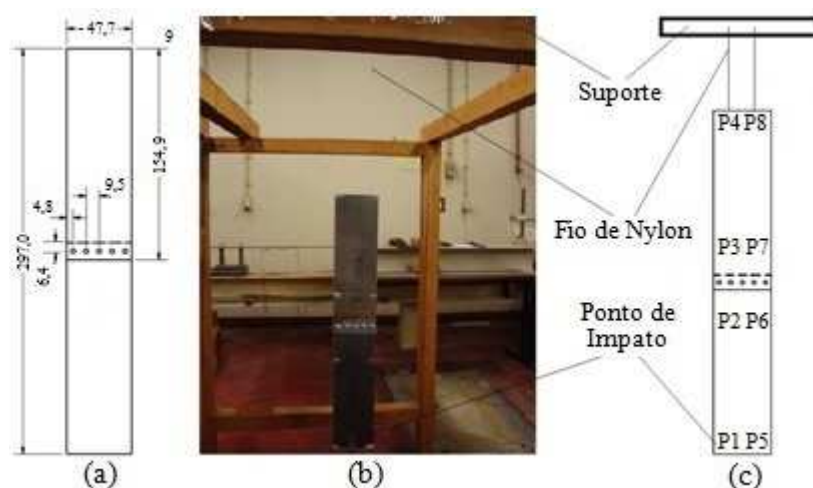 47,7
9
297,0
154,9
9,5
4,8
6,4
(a)
(b)
Suporte
Fio de Nylon
Ponto de
Impato
P4 P8
P3 P7
P2 P6
P1 P5
(c)